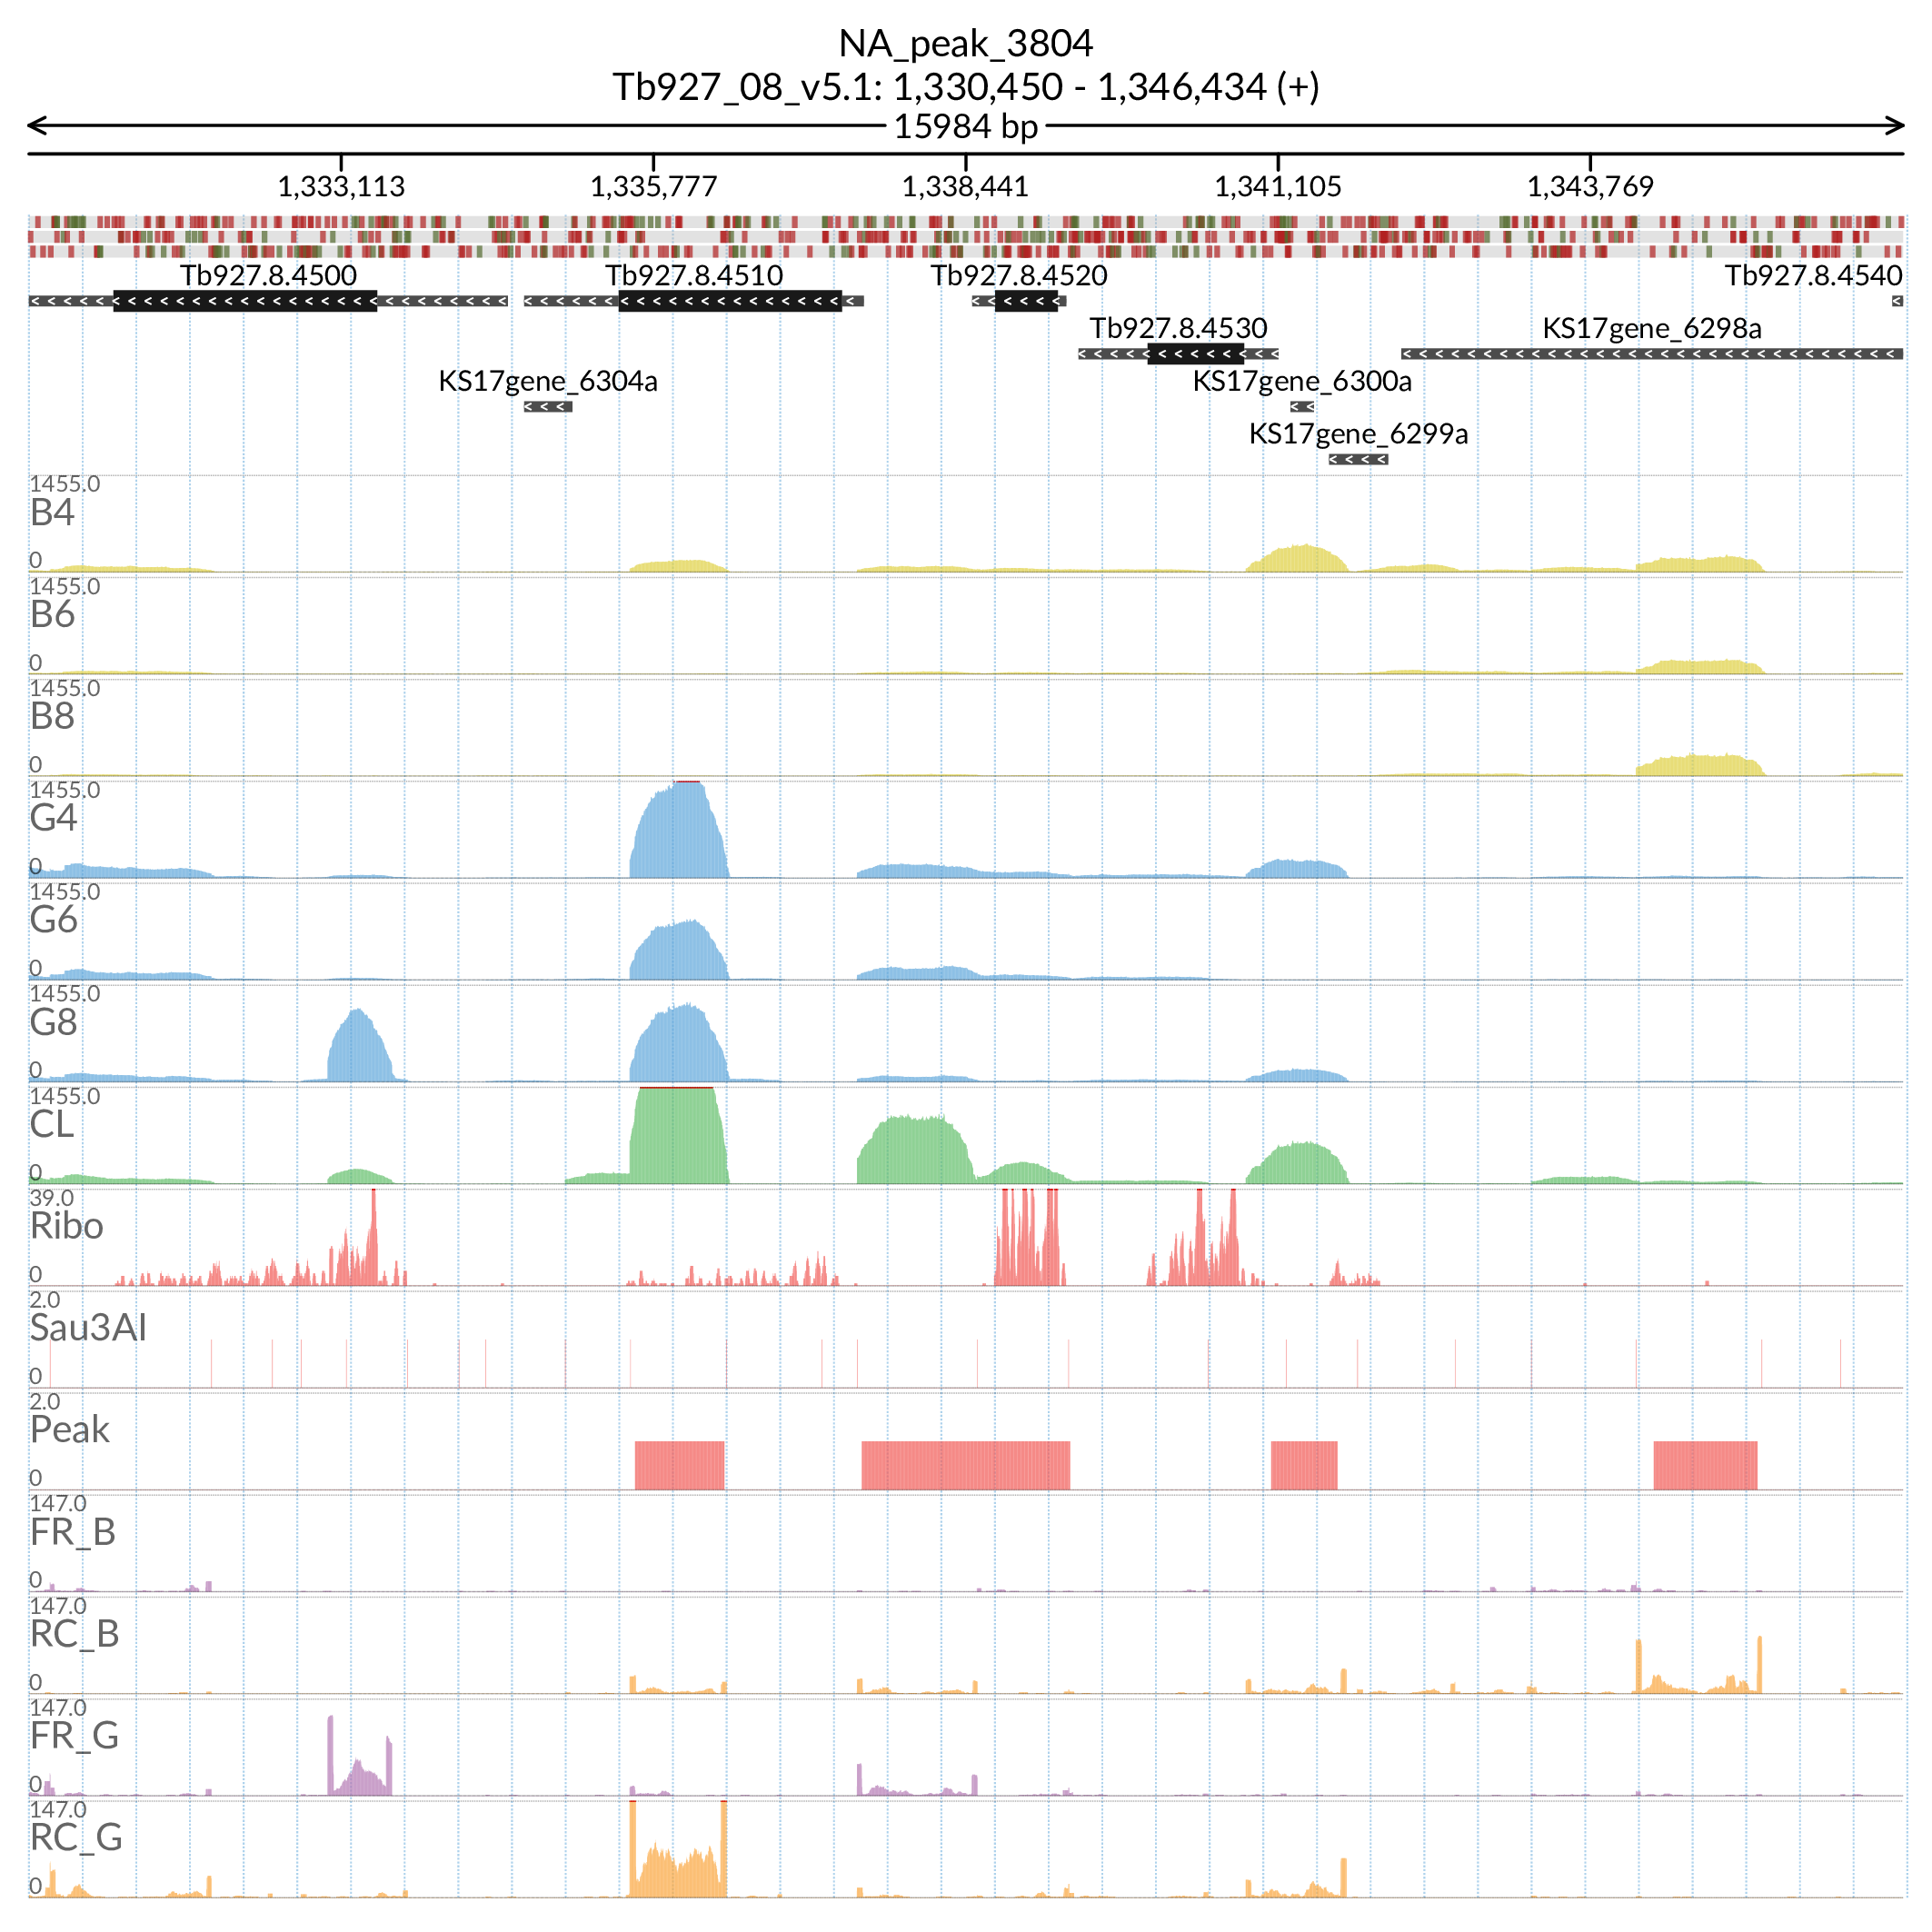 NA_peak_3804
Tb927_08_v5.1: 1,330,450 - 1,346,434 (+)
15984 bp
1,333,113 1,335,777 1,338,441 1,341,105 1,343,769
Tb927.8.4500 Tb927.8.4510 Tb927.8.4520 Tb927.8.4540
Tb927.8.4530 KS17gene_6298a
KS17gene_6304a KS17gene_6300a
KS17gene_6299a
1455.0
B4
0
1455.0
B6
0
1455.0
B8
0
1455.0
G4
0
1455.0
G6
0
1455.0
G8
0
1455.0
CL
0
39.0
Ribo
0
2.0
Sau3AI
0
2.0
Peak
0
147.0
FR_B
0
147.0
RC_B
0
147.0
FR_G
0
147.0
RC_G
0